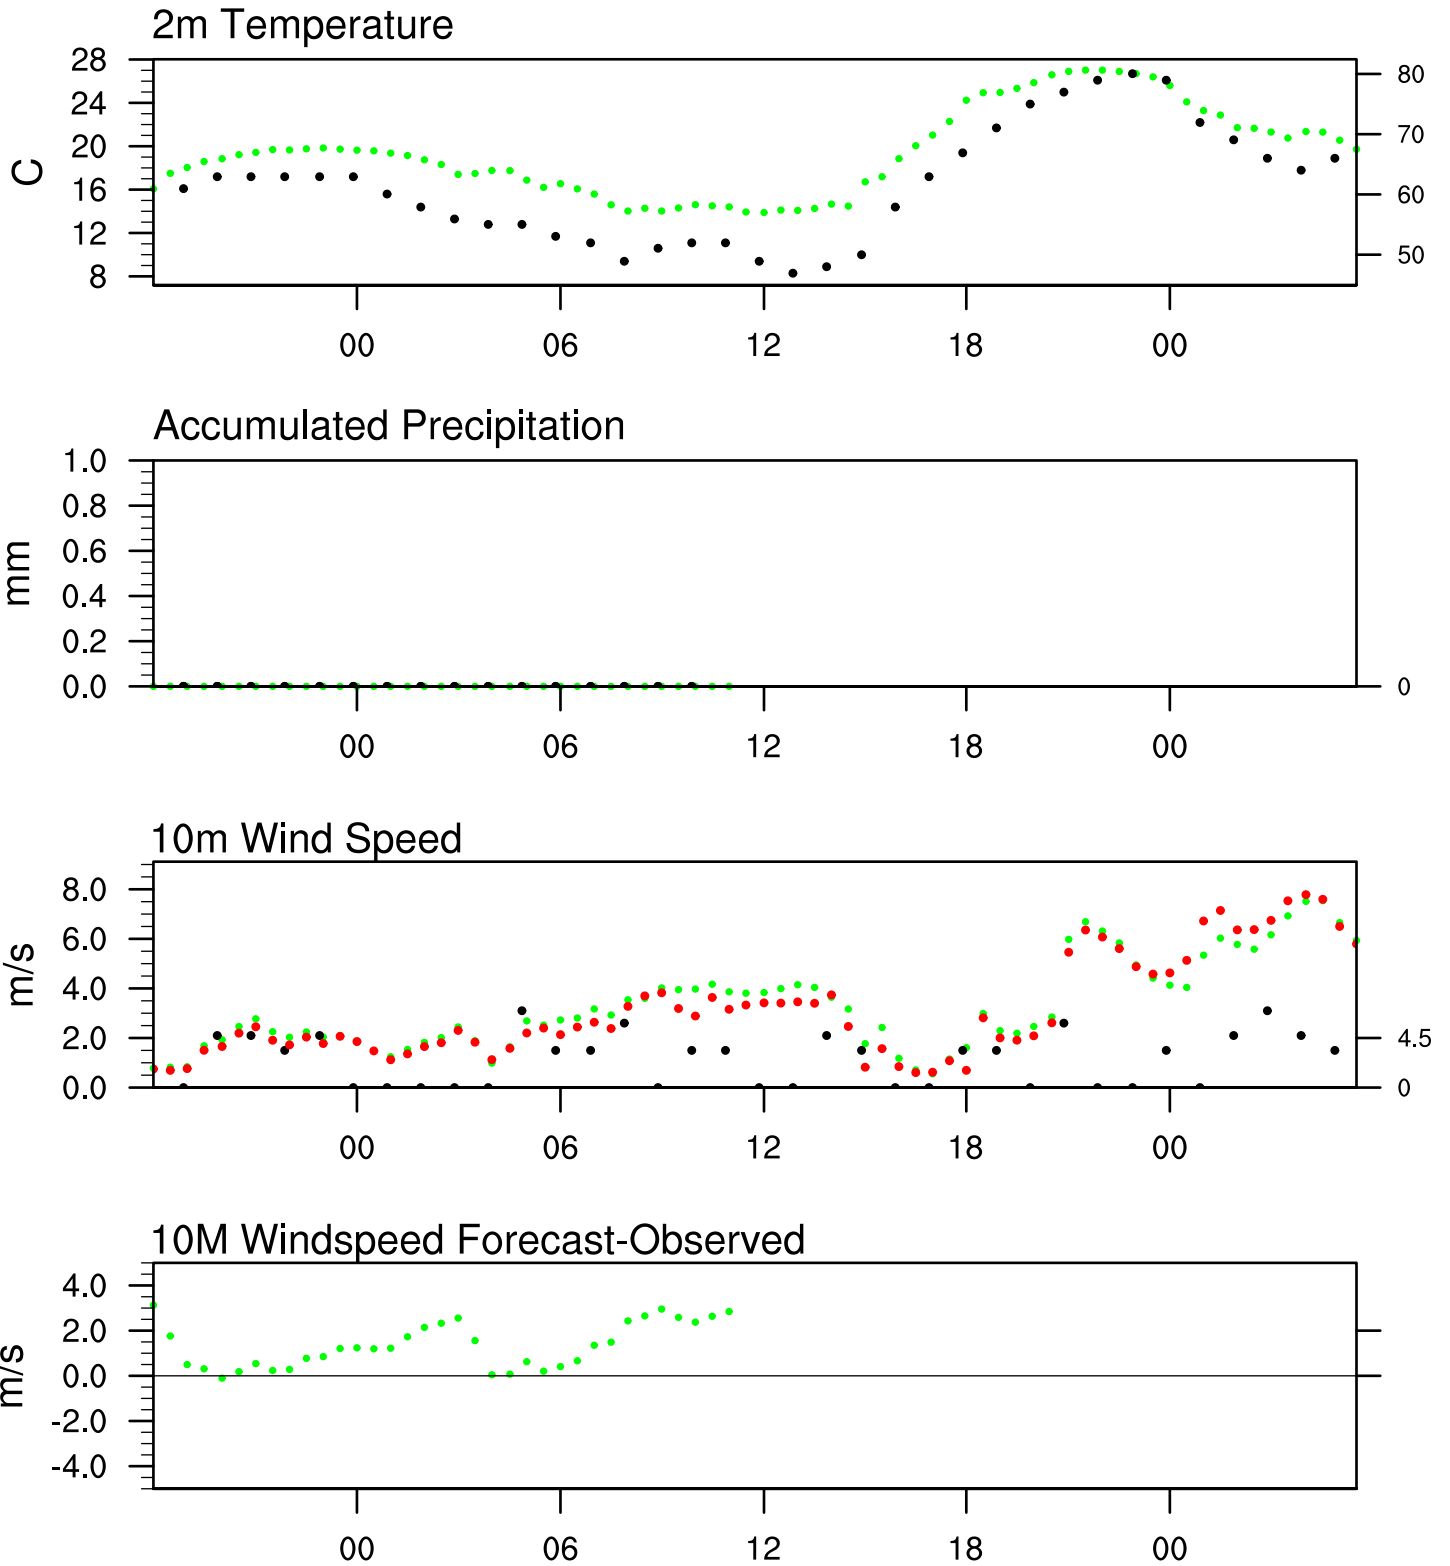 2m Temperature
28
24
20
16
12
8
C
80
70
60
50
00 06 12 18 00
Accumulated Precipitation
1.0
0.8
0.6
0.4
0.2
0.0
mm
0
00 06 12 18 00
10m Wind Speed
8.0
6.0
4.0
2.0
0.0
m/s
4.5
0
00 06 12 18 00
10M Windspeed Forecast-Observed
4.0
2.0
0.0
-2.0
-4.0
m/s
00 06 12 18 00